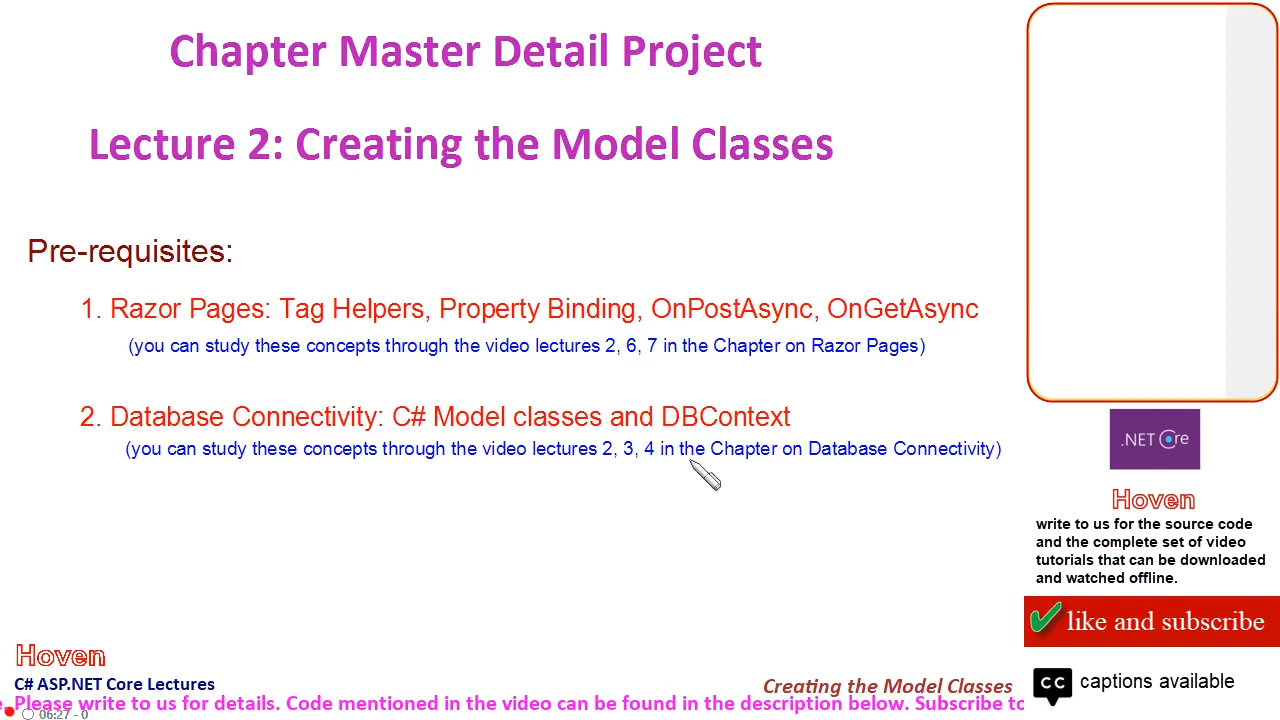 Chapter Master Detail Project
Lecture 2: Creating the Model Classes
Pre-requisites:
1. Razor Pages: Tag Helpers, Property Binding, OnPostAsync, OnGetAsync
(you can study these concepts through the video lectures 2, 6, 7 in the Chapter on Razor Pages)
2. Database Connectivity: C# Model classes and DBContext
(you can study these concepts through the video lectures 2, 3, 4 in the Chapter on Database Connectivity)
.NET Core
Hoven
write to us for the source code
and the complete set of video
tutorials that can be downloaded
and watched offline.
like and subscribe
CC captions available
Hoven
C# ASP.NET Core Lectures
Creating the Model Classes
Please write to us for details. Code mentioned in the video can be found in the description below. Subscribe to
06:27 - 0